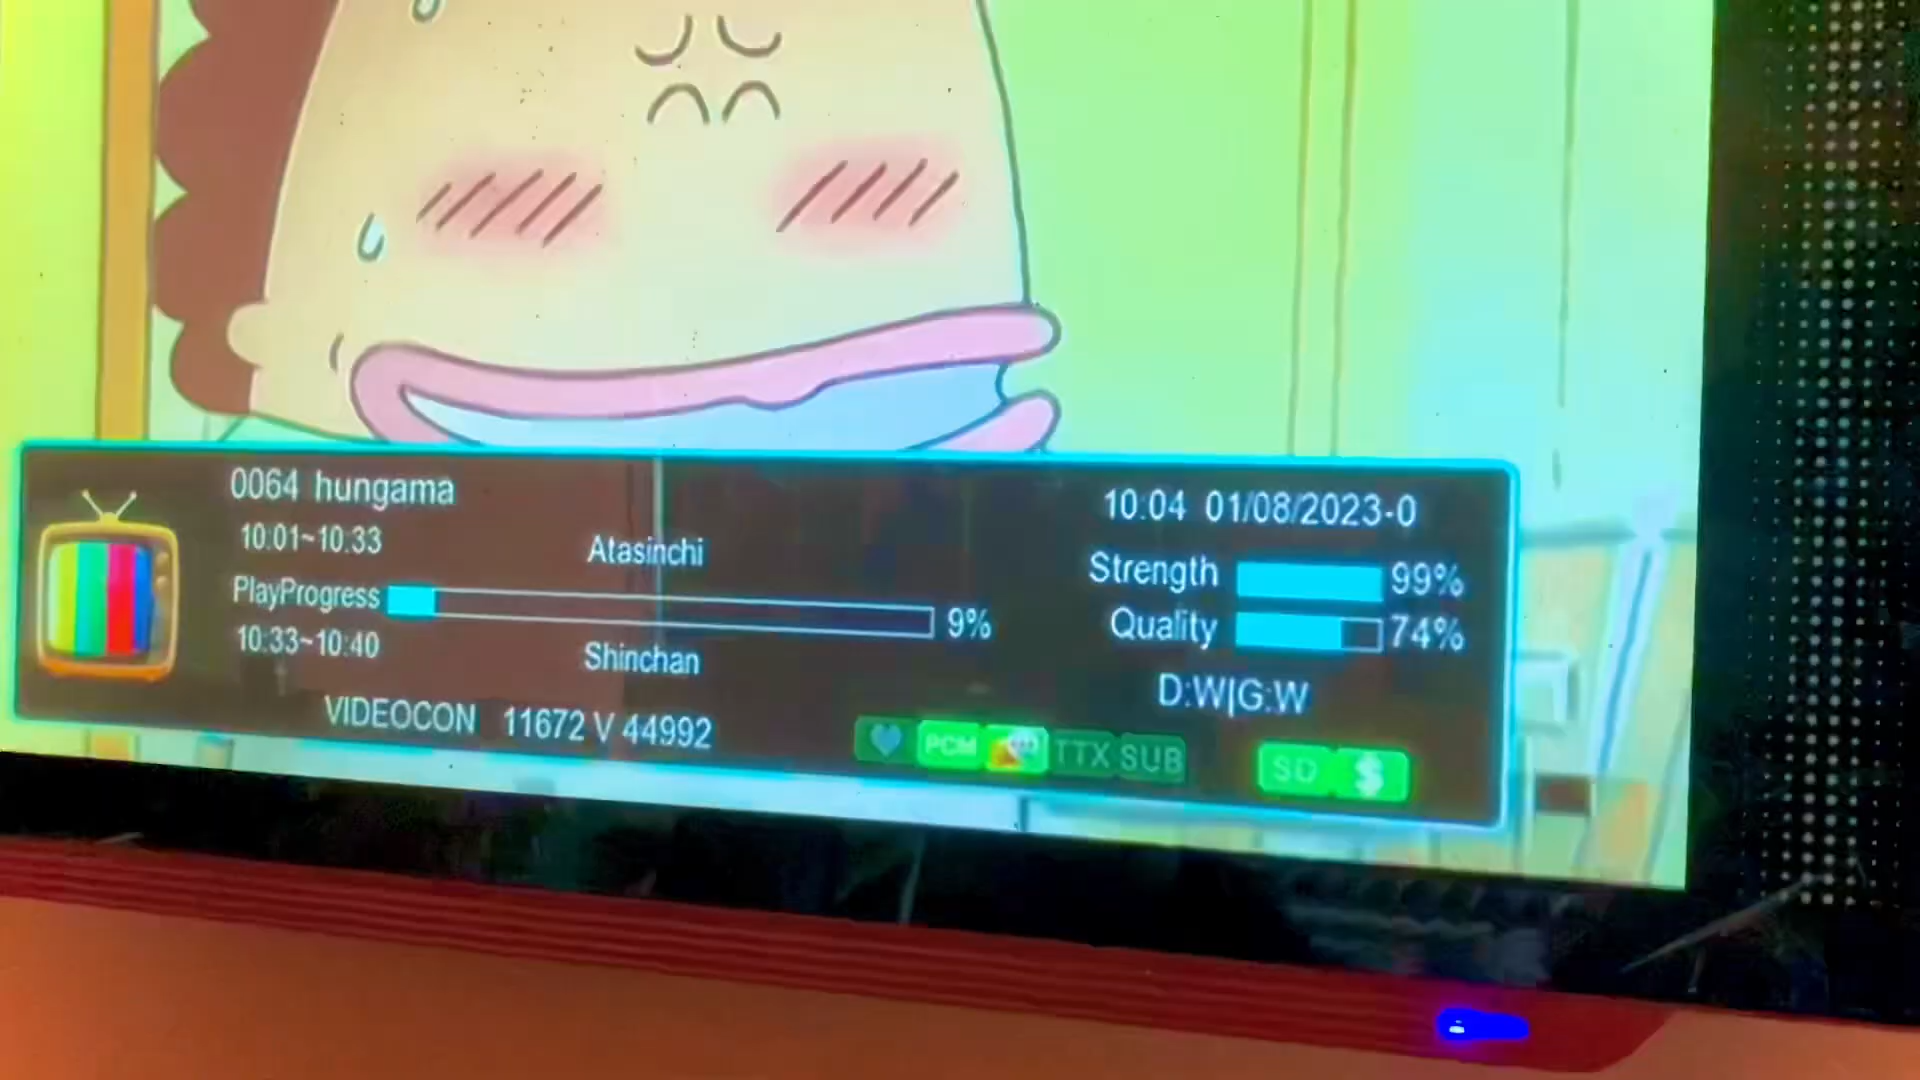 0064 hungama
10:01~10:33
Atasinchi
PlayProgress 9%
10:33~10:40
Shinchan
VIDEOCON 11672 V 44992
10:04 01/08/2023-0
Strength 99%
Quality 74%
D:W|G:W
PCM TTX SUB SD $